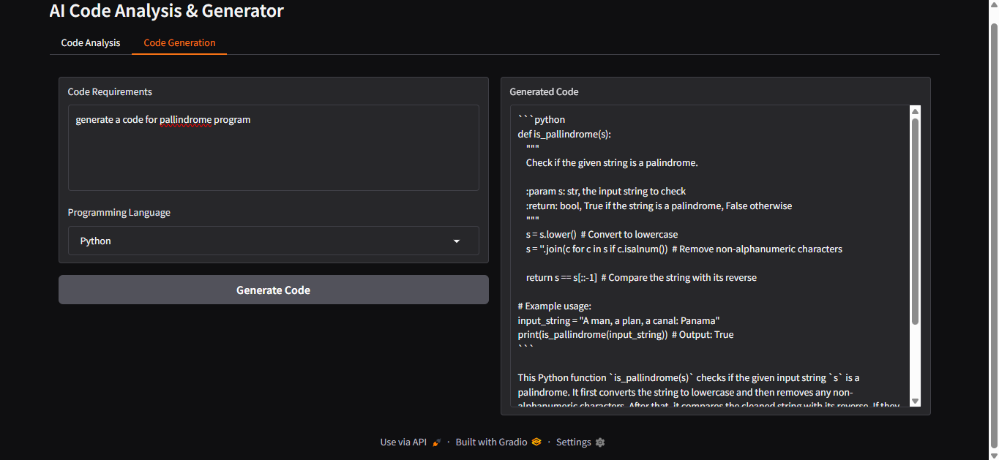 AI Code Analysis & Generator
Code Analysis
Code Generation
Code Requirements
generate a code for pallindrome program
Programming Language
Python
Generate Code
Generated Code
```python
def is_pallindrome(s):
    """
    Check if the given string is a palindrome.

    :param s: str, the input string to check
    :return: bool, True if the string is a palindrome, False otherwise
    """
    s = s.lower()  # Convert to lowercase
    s = ''.join(c for c in s if c.isalnum())  # Remove non-alphanumeric characters

    return s == s[::-1]  # Compare the string with its reverse

# Example usage:
input_string = "A man, a plan, a canal: Panama"
print(is_pallindrome(input_string))  # Output: True
```

This Python function `is_pallindrome(s)` checks if the given input string `s` is a
palindrome. It first converts the string to lowercase and then removes any non-
alphanumeric characters. After that, it compares the cleaned string with its reverse. If they
Use via API · Built with Gradio · Settings